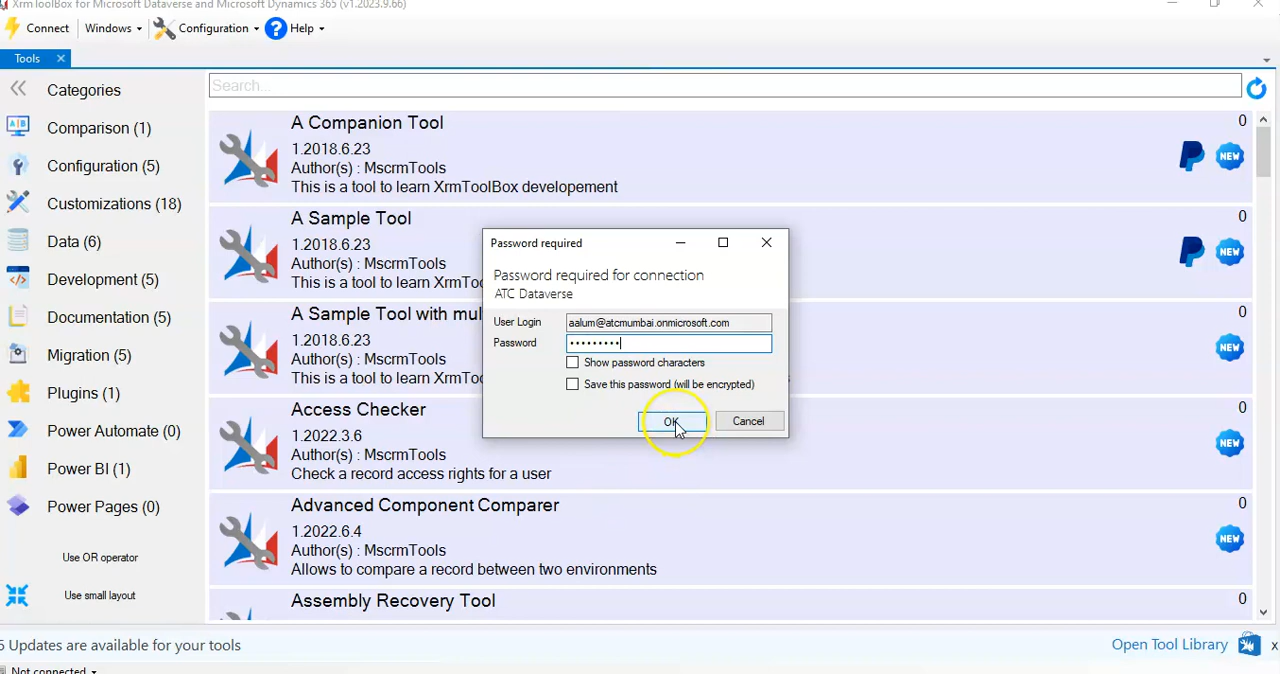 XrmToolBox for Microsoft Dataverse and Microsoft Dynamics 365 (v1.2023.9.66)
Connect Windows Configuration Help
Tools
Categories
Comparison (1)
Configuration (5)
Customizations (18)
Data (6)
Development (5)
Documentation (5)
Migration (5)
Plugins (1)
Power Automate (0)
Power BI (1)
Power Pages (0)
Use OR operator
Use small layout
Search...
A Companion Tool
0
1.2018.6.23
Author(s) : MscrmTools
This is a tool to learn XrmToolBox developement
NEW
A Sample Tool
0
1.2018.6.23
Author(s) : MscrmTools
This is a tool to learn XrmToo
NEW
A Sample Tool with mul
0
1.2018.6.23
Author(s) : MscrmTools
This is a tool to learn XrmToo
NEW
Access Checker
0
1.2022.3.6
Author(s) : MscrmTools
Check a record access rights for a user
NEW
Advanced Component Comparer
0
1.2022.6.4
Author(s) : MscrmTools
Allows to compare a record between two environments
NEW
Assembly Recovery Tool
0
Password required
Password required for connection
ATC Dataverse
User Login aalum@atcmumbai.onmicrosoft.com
Password •••••••••
Show password characters
Save this password (will be encrypted)
OK Cancel
5 Updates are available for your tools
Open Tool Library x
Not connected